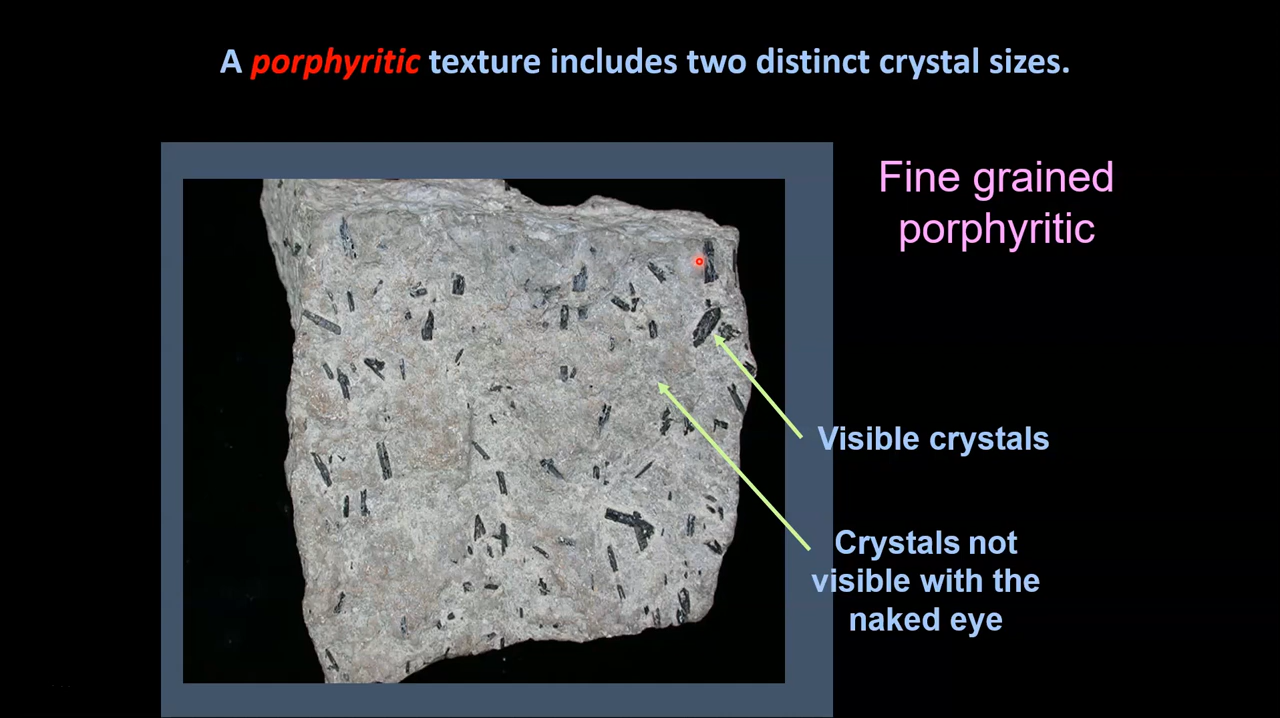 A porphyritic texture includes two distinct crystal sizes.
Fine grained
porphyritic
Visible crystals
Crystals not
visible with the
naked eye